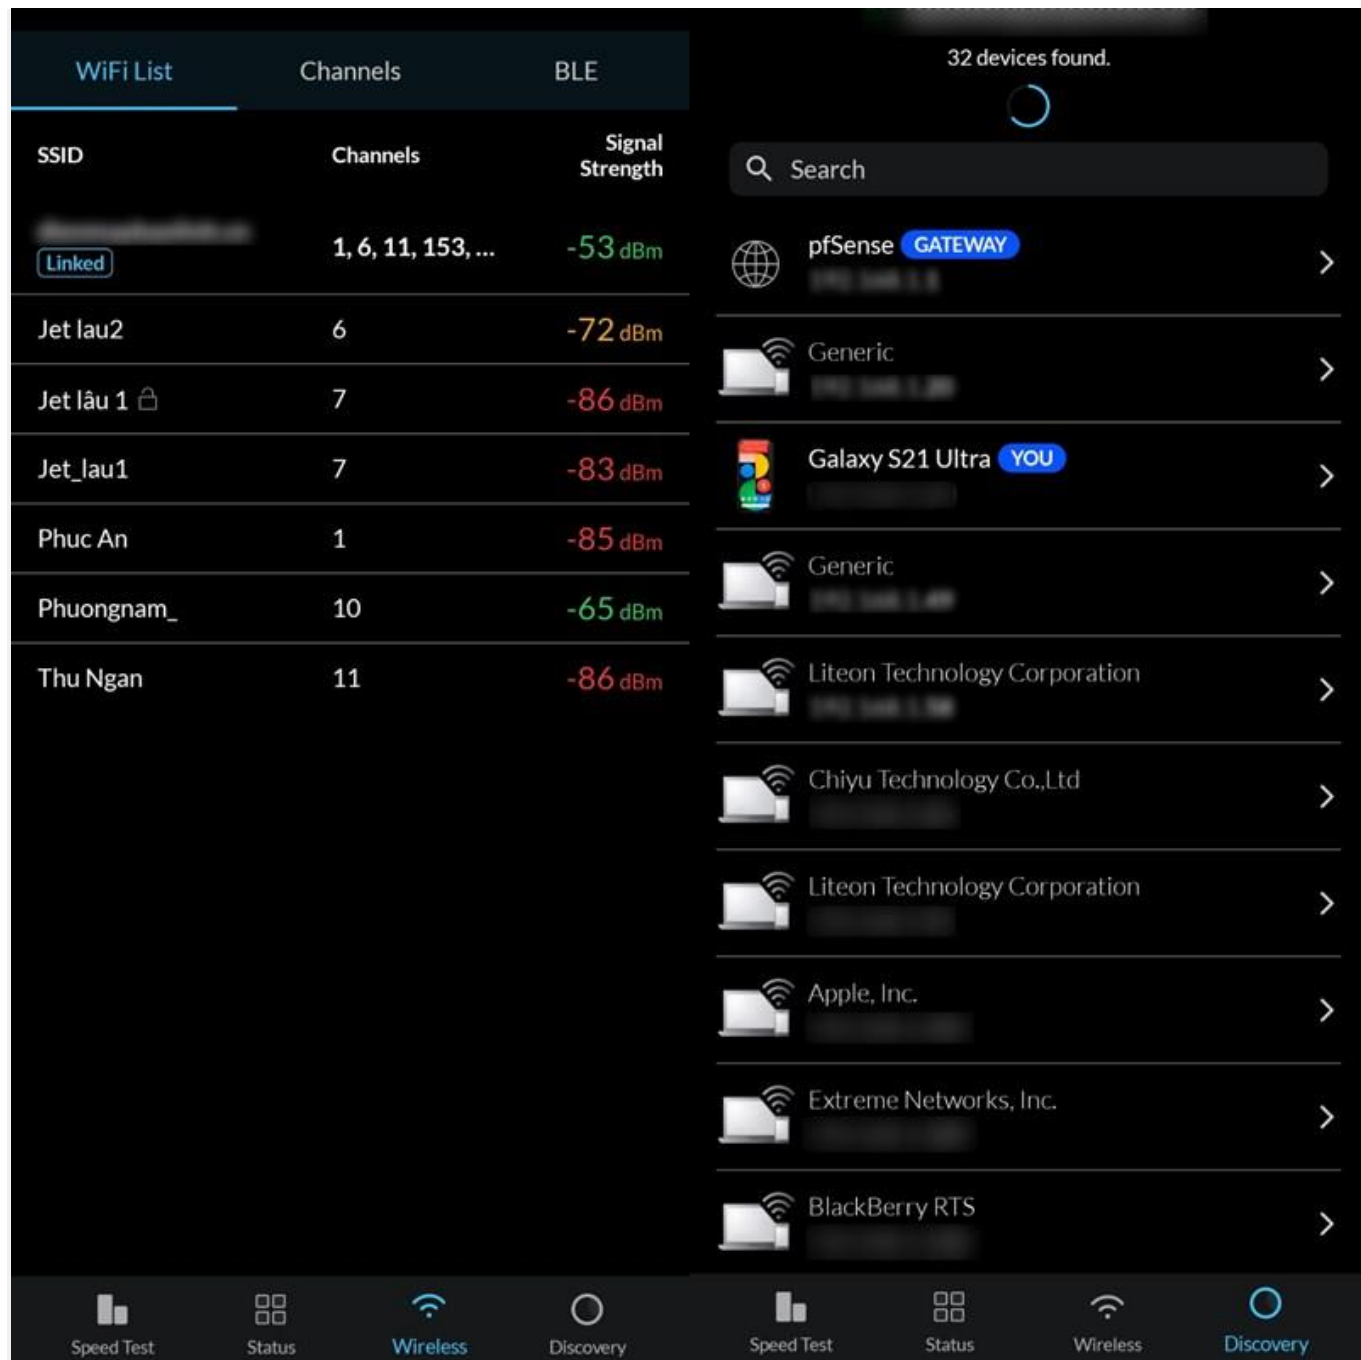 WiFi List Channels BLE
SSID Channels Signal Strength
Linked 1, 6, 11, 153, ... -53 dBm
Jet lau2 6 -72 dBm
Jet lâu 1 7 -86 dBm
Jet_lau1 7 -83 dBm
Phuc An 1 -85 dBm
Phuongnam_ 10 -65 dBm
Thu Ngan 11 -86 dBm
Speed Test Status Wireless Discovery
32 devices found.
Search
pfSense GATEWAY
Generic
Galaxy S21 Ultra YOU
Generic
Liteon Technology Corporation
Chiyu Technology Co.,Ltd
Liteon Technology Corporation
Apple, Inc.
Extreme Networks, Inc.
BlackBerry RTS
Speed Test Status Wireless Discovery